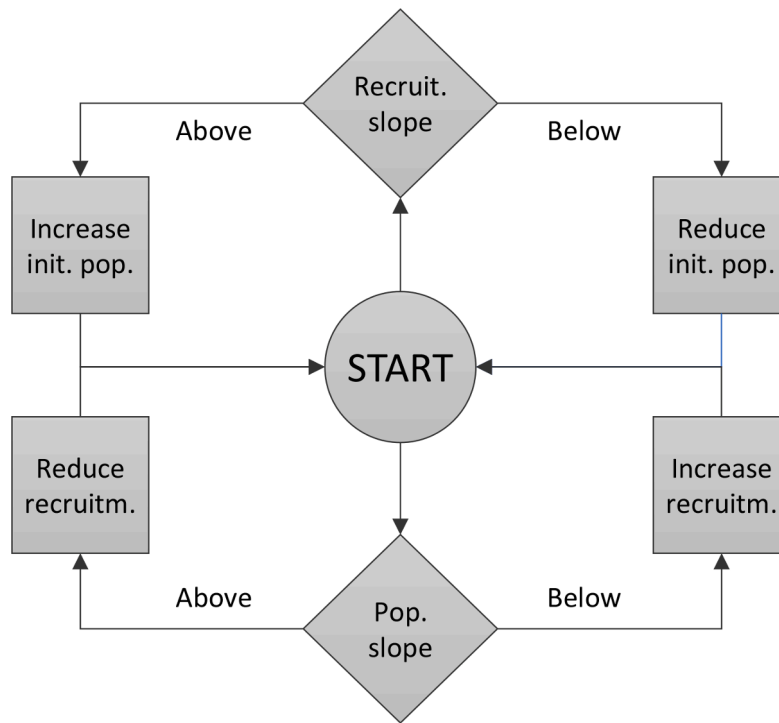 Recruit.
slope
Above
Below
Increase
init. pop.
Reduce
init. pop.
START
Reduce
recruitm.
Increase
recruitm.
Above
Below
Pop.
slope